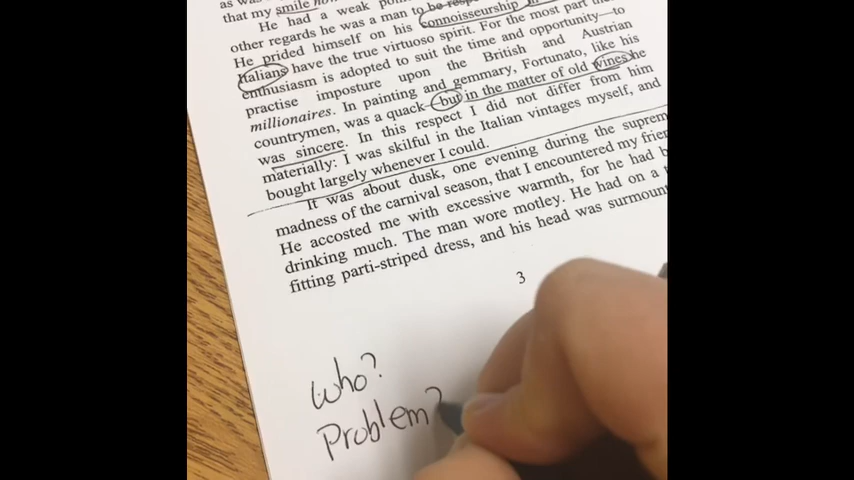 that my smile now
He had a weak
other regards he was a man to be
He prided himself on his connoisseurship in
Italians have the true virtuoso spirit. For the most part their
enthusiasm is adopted to suit the time and opportunity—to
practise imposture upon the British and Austrian
millionaires. In painting and gemmary, Fortunato, like his
countrymen, was a quack—but in the matter of old wines he
was sincere. In this respect I did not differ from him
materially: I was skilful in the Italian vintages myself, and
bought largely whenever I could.
It was about dusk, one evening during the suprem
madness of the carnival season, that I encountered my frien
He accosted me with excessive warmth, for he had b
drinking much. The man wore motley. He had on a
fitting parti-striped dress, and his head was surmount
3
Who?
Problem?